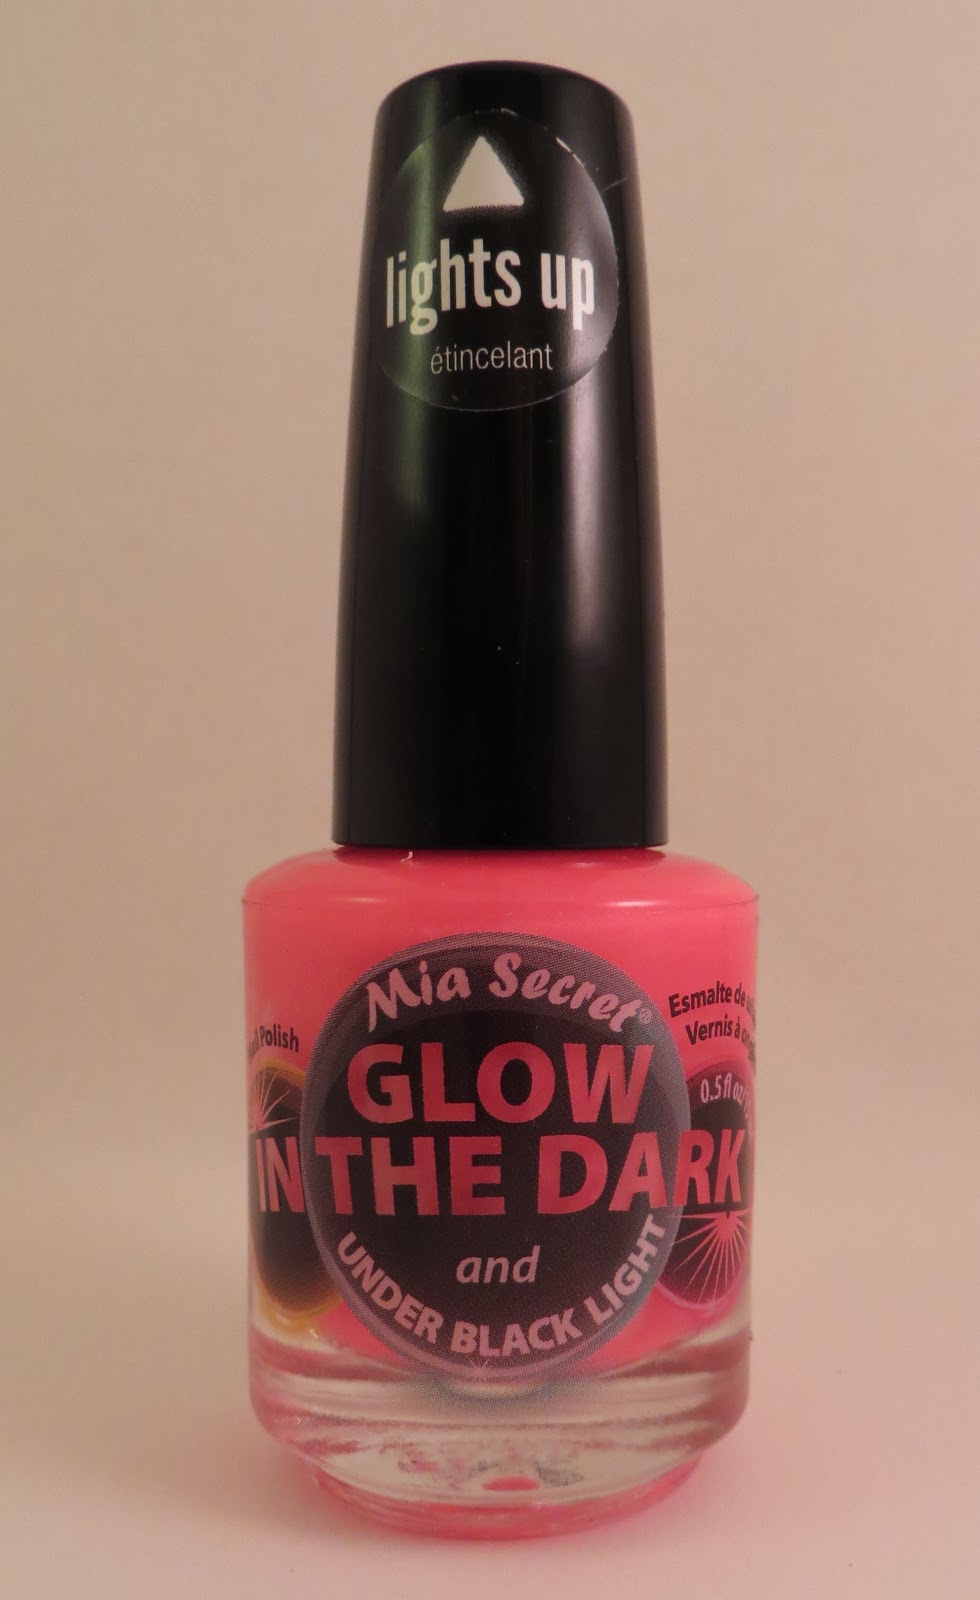 lights up
étincelant
Mia Secret®
GLOW
IN THE DARK
and
UNDER BLACK LIGHT
Polish
Esmalte de
Vernis à
0.5 fl oz/